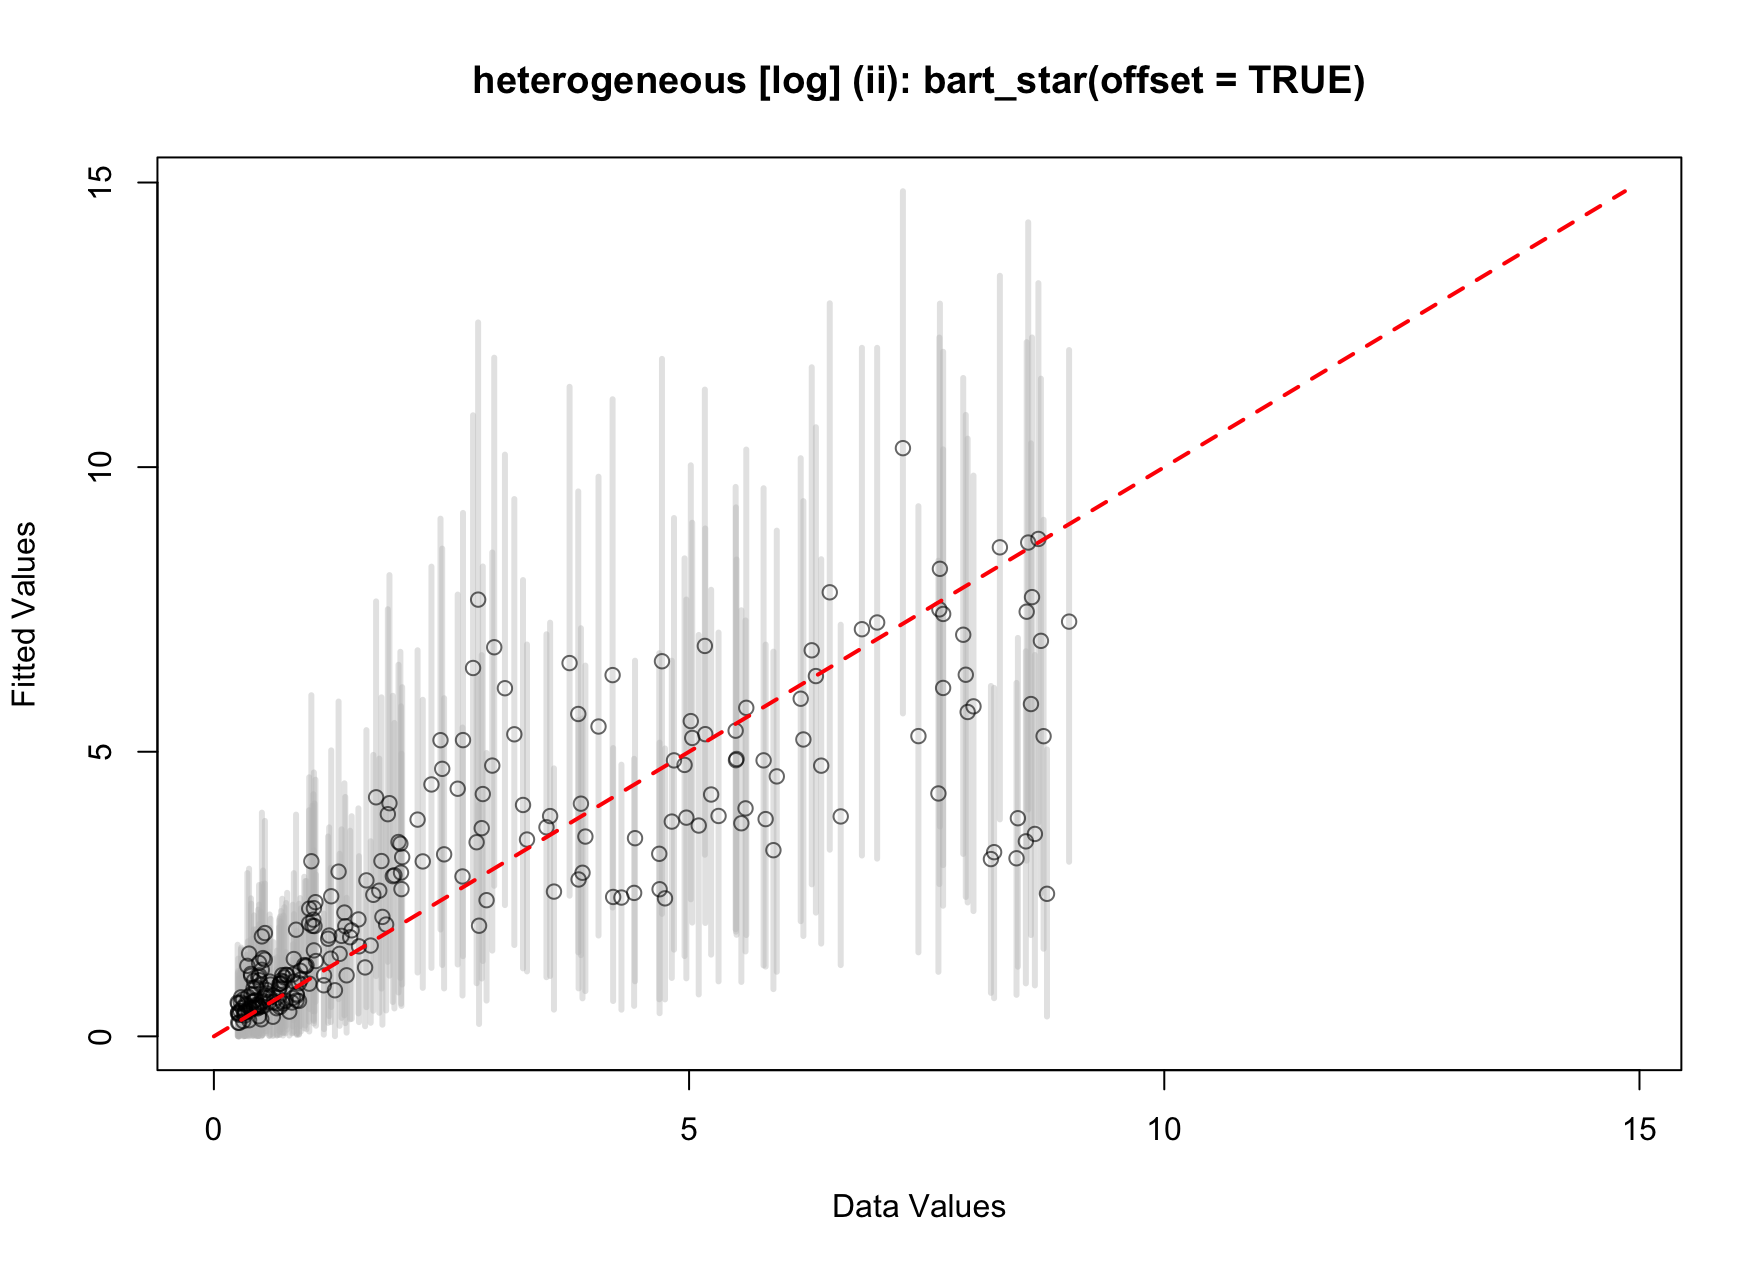 heterogeneous [log] (ii): bart_star(offset = TRUE)
15
10
5
0
Fitted Values
0 5 10 15
Data Values